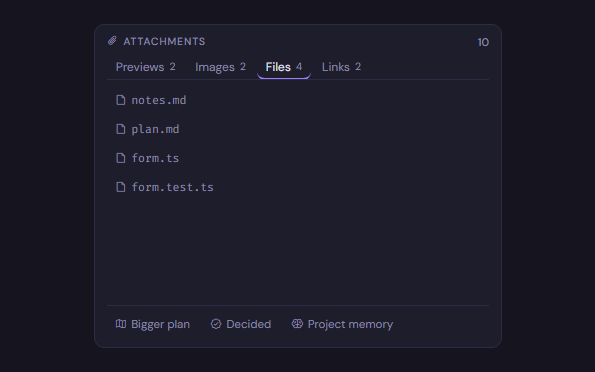 ATTACHMENTS 10
Previews 2 Images 2 Files 4 Links 2
notes.md
plan.md
form.ts
form.test.ts
Bigger plan Decided Project memory